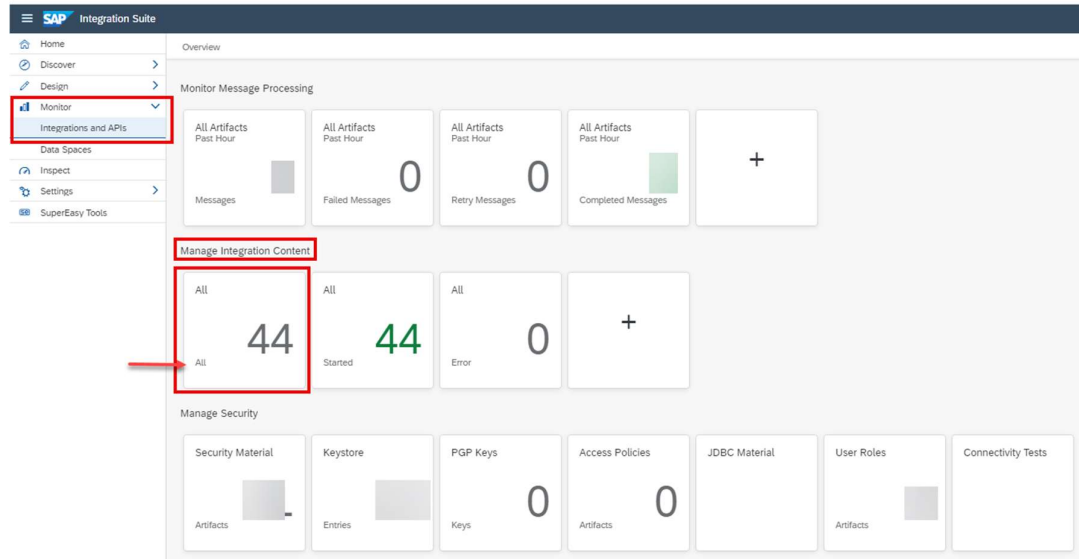 SAP Integration Suite
Home
Discover
Design
Monitor
Integrations and APIs
Data Spaces
Inspect
Settings
SuperEasy Tools
Overview
Monitor Message Processing
All Artifacts
Past Hour
Messages
All Artifacts
Past Hour
0
Failed Messages
All Artifacts
Past Hour
0
Retry Messages
All Artifacts
Past Hour
Completed Messages
+
Manage Integration Content
All
44
All
All
44
Started
All
0
Error
+
Manage Security
Security Material
Artifacts
Keystore
Entries
PGP Keys
0
Keys
Access Policies
0
Artifacts
JDBC Material
User Roles
Artifacts
Connectivity Tests